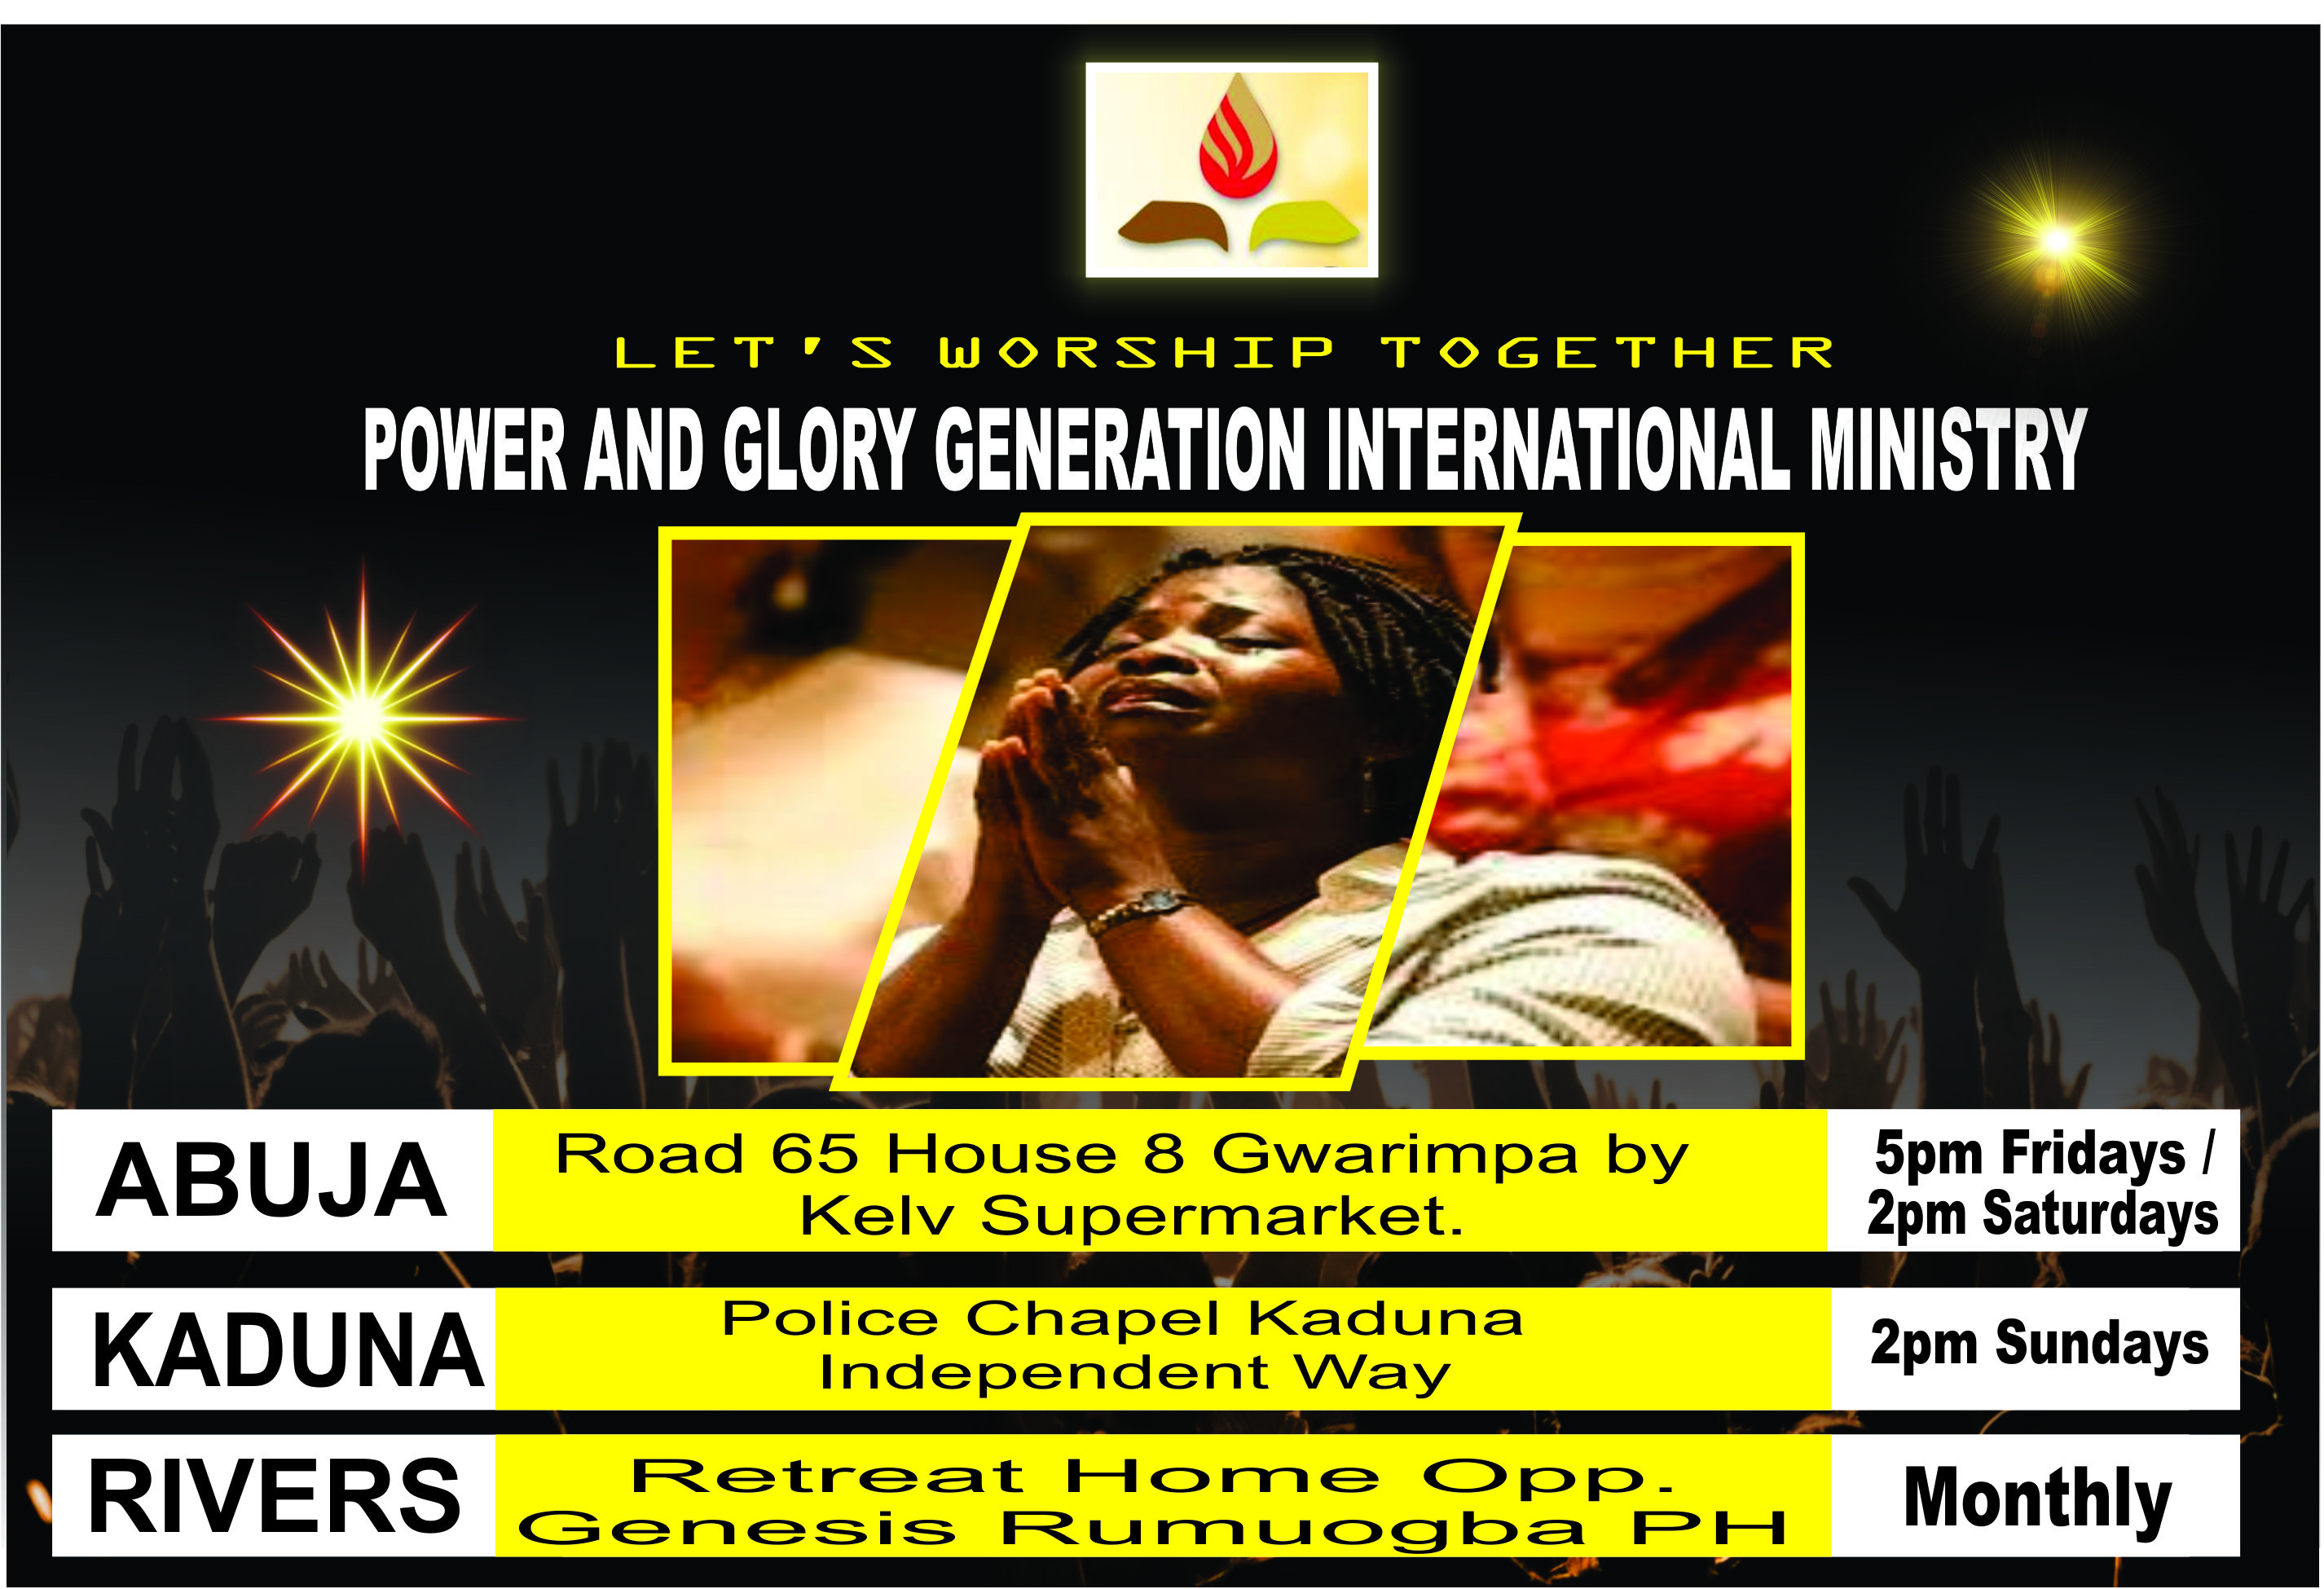 LET'S WORSHIP TOGETHER
POWER AND GLORY GENERATION INTERNATIONAL MINISTRY
ABUJA
Road 65 House 8 Gwarimpa by
Kelv Supermarket.
5pm Fridays /
2pm Saturdays
KADUNA
Police Chapel Kaduna
Independent Way
2pm Sundays
RIVERS
Retreat Home Opp.
Genesis Rumuogba PH
Monthly